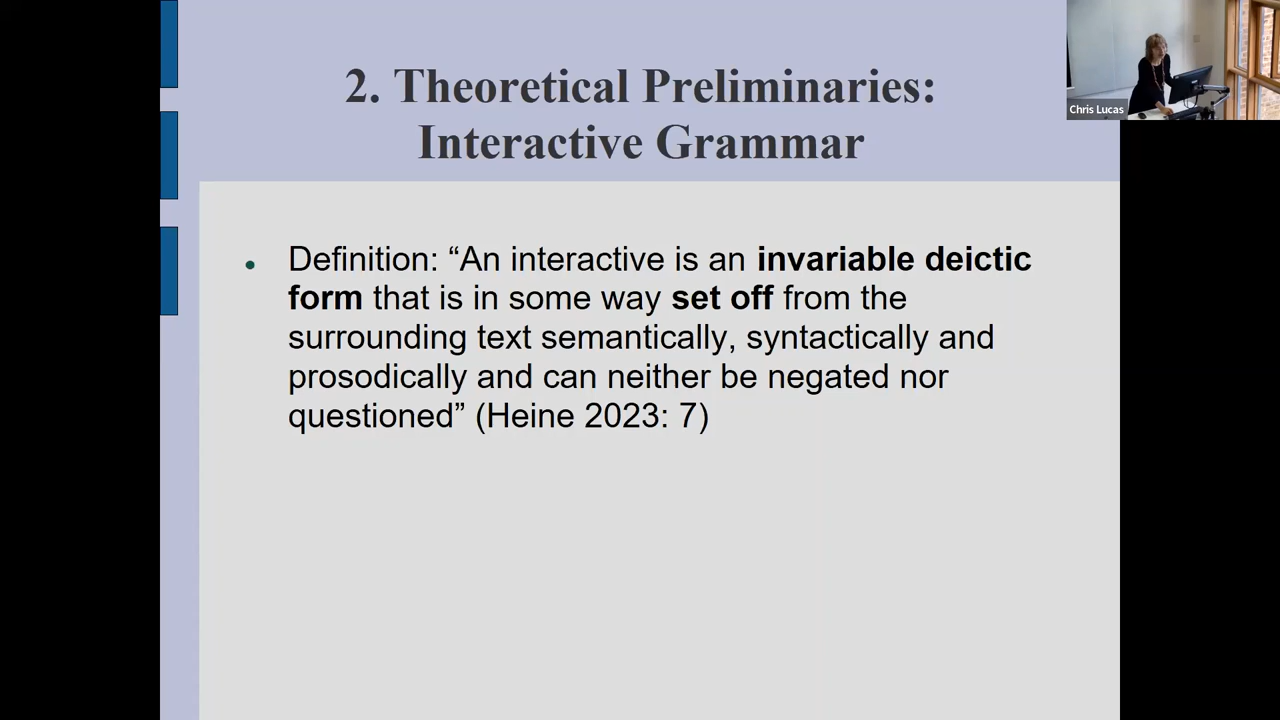 2. Theoretical Preliminaries:
Interactive Grammar
Chris Lucas
• Definition: “An interactive is an invariable deictic
form that is in some way set off from the
surrounding text semantically, syntactically and
prosodically and can neither be negated nor
questioned” (Heine 2023: 7)